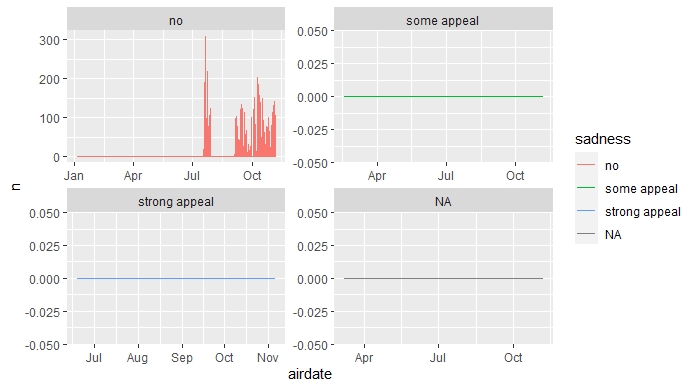 no
some appeal
300
200
100
0
0.050
0.025
0.000
-0.025
-0.050
Jan
Apr
Jul
Oct
Apr
Jul
Oct
strong appeal
NA
0.050
0.025
0.000
-0.025
-0.050
0.050
0.025
0.000
-0.025
-0.050
Jul
Aug
Sep
Oct
Nov
Apr
Jul
Oct
n
airdate
sadness
no
some appeal
strong appeal
NA